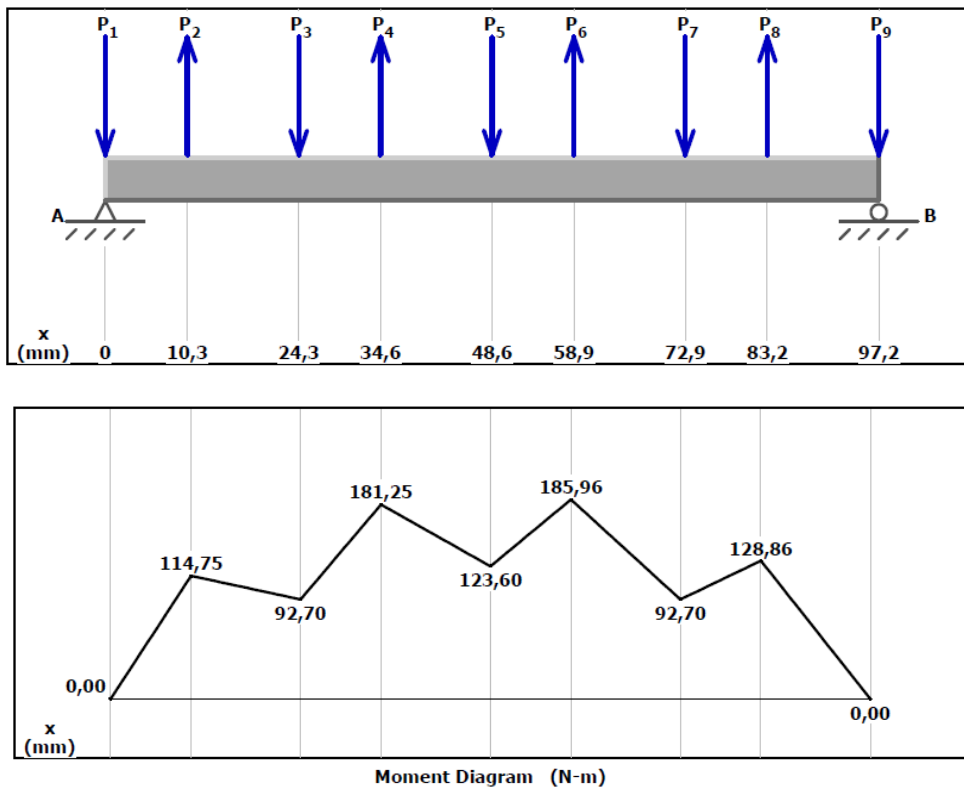 P1 P2 P3 P4 P5 P6 P7 P8 P9
A B
x
(mm) 0 10,3 24,3 34,6 48,6 58,9 72,9 83,2 97,2
181,25 185,96
114,75 128,86
123,60
92,70 92,70
0,00
0,00
x
(mm)
Moment Diagram (N-m)